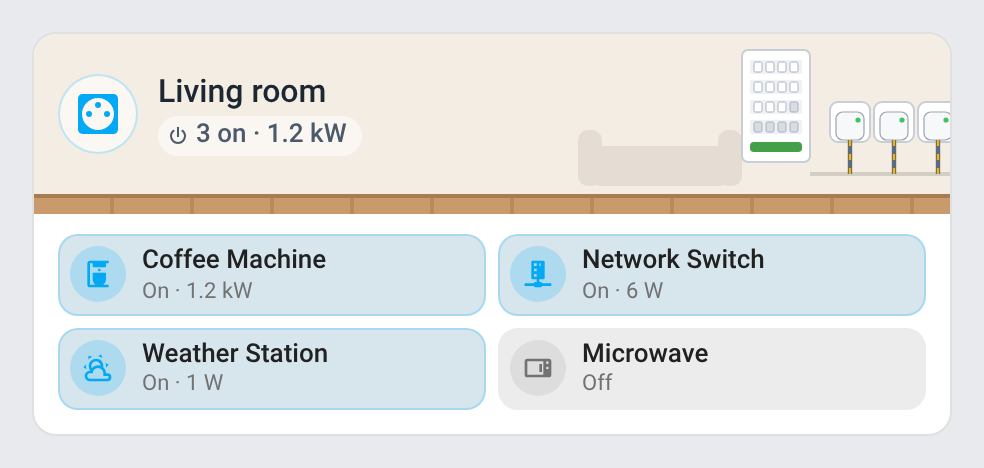 Living room
3 on · 1.2 kW
Coffee Machine
On · 1.2 kW
Network Switch
On · 6 W
Weather Station
On · 1 W
Microwave
Off